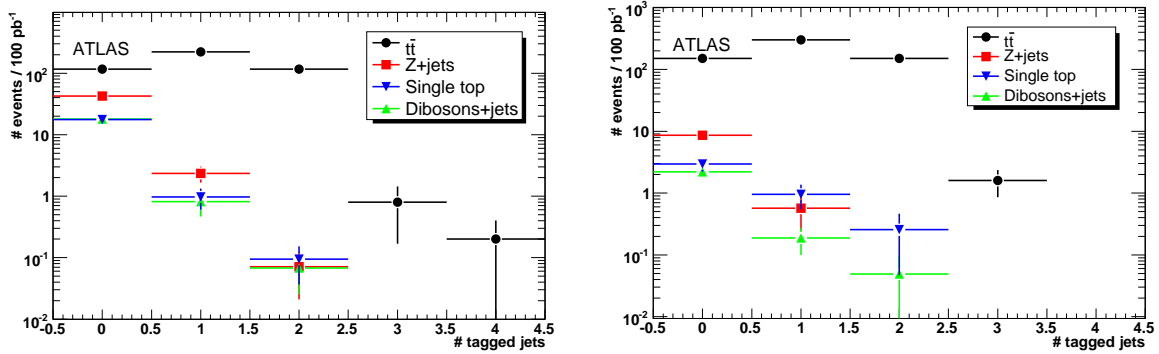 # events / 100 pb⁻¹
ATLAS
tt̄
Z+jets
Single top
Dibosons+jets
10²
10
1
10⁻¹
10⁻²
-0.5 0 0.5 1 1.5 2 2.5 3 3.5 4 4.5
# tagged jets
# events / 100 pb⁻¹
ATLAS
tt̄
Z+jets
Single top
Dibosons+jets
10⁴
10³
10²
10
1
10⁻¹
10⁻²
-0.5 0 0.5 1 1.5 2 2.5 3 3.5 4 4.5
# tagged jets